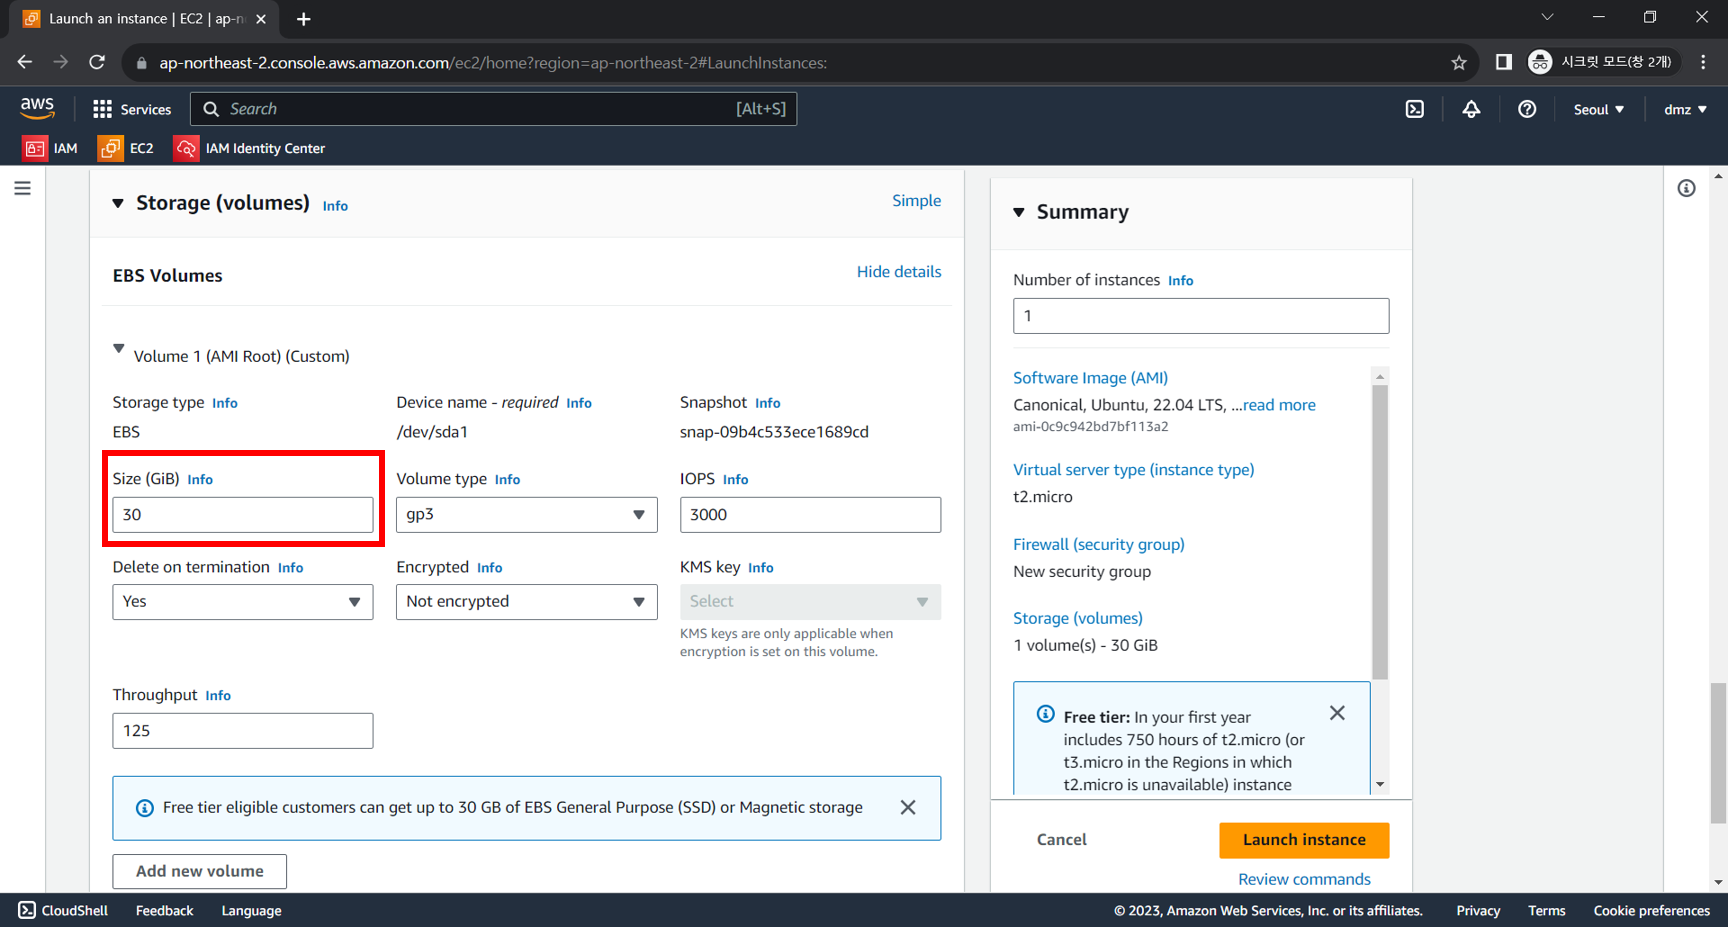 Launch an instance | EC2 | ap-n
ap-northeast-2.console.aws.amazon.com/ec2/home?region=ap-northeast-2#LaunchInstances:
시크릿 모드(창 2개)
aws
Services
Search
[Alt+S]
Seoul
dmz
IAM
EC2
IAM Identity Center
Storage (volumes) Info
Simple
EBS Volumes
Hide details
Volume 1 (AMI Root) (Custom)
Storage type Info
Device name - required Info
Snapshot Info
EBS
/dev/sda1
snap-09b4c533ece1689cd
Size (GiB) Info
Volume type Info
IOPS Info
30
gp3
3000
Delete on termination Info
Encrypted Info
KMS key Info
Yes
Not encrypted
Select
KMS keys are only applicable when
encryption is set on this volume.
Throughput Info
125
Free tier eligible customers can get up to 30 GB of EBS General Purpose (SSD) or Magnetic storage
Add new volume
Summary
Number of instances Info
1
Software Image (AMI)
Canonical, Ubuntu, 22.04 LTS, ...read more
ami-0c9c942bd7bf113a2
Virtual server type (instance type)
t2.micro
Firewall (security group)
New security group
Storage (volumes)
1 volume(s) - 30 GiB
Free tier: In your first year
includes 750 hours of t2.micro (or
t3.micro in the Regions in which
t2.micro is unavailable) instance
Cancel
Launch instance
Review commands
CloudShell
Feedback
Language
© 2023, Amazon Web Services, Inc. or its affiliates.
Privacy
Terms
Cookie preferences